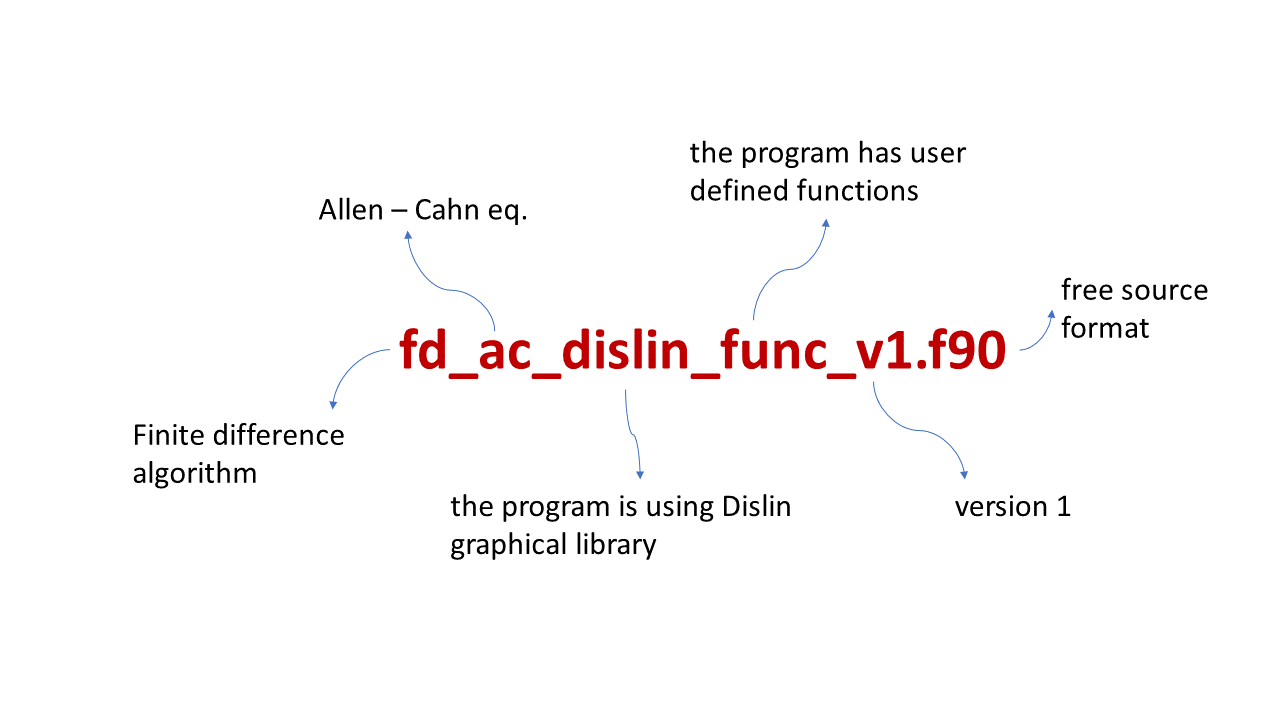 the program has user
defined functions
Allen – Cahn eq.
free source
format
fd_ac_dislin_func_v1.f90
Finite difference
algorithm
the program is using Dislin
graphical library
version 1